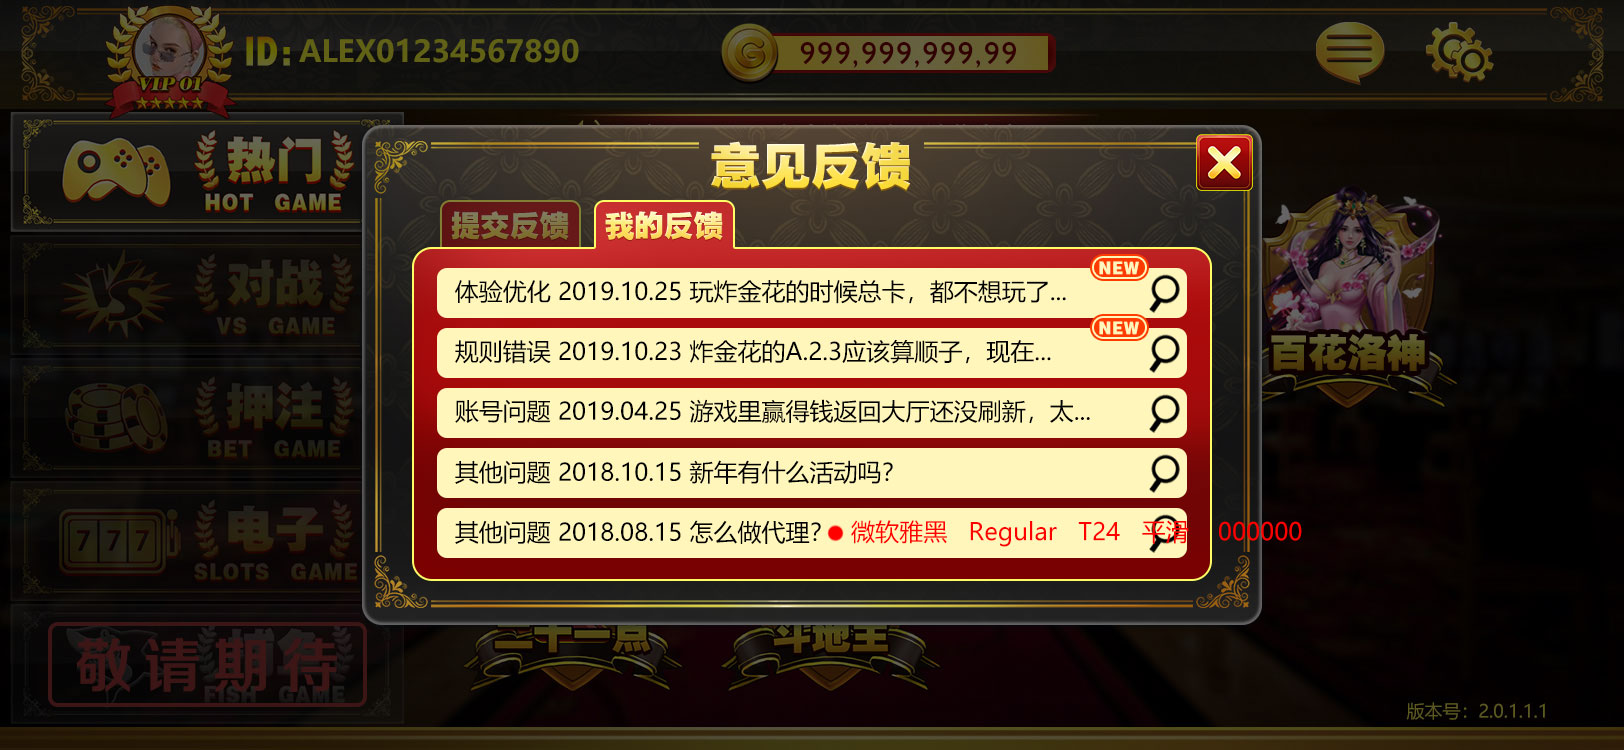 ID: ALEX01234567890
VIP 01
999,999,999,99
热门
HOT GAME
对战
VS GAME
押注
BET GAME
777
电子
SLOTS GAME
敬请期待
FISH GAME
意见反馈
提交反馈
我的反馈
NEW
体验优化 2019.10.25 玩炸金花的时候总卡，都不想玩了...
NEW
规则错误 2019.10.23 炸金花的A.2.3应该算顺子，现在...
账号问题 2019.04.25 游戏里赢得钱返回大厅还没刷新，太...
其他问题 2018.10.15 新年有什么活动吗？
其他问题 2018.08.15 怎么做代理？
微软雅黑 Regular T24 平滑 000000
百花洛神
二十一点
斗地主
版本号：2.0.1.1.1